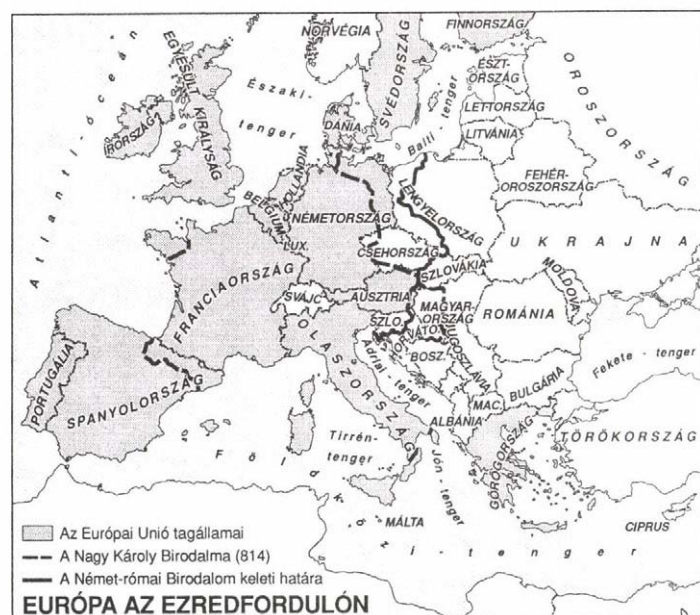 NORVÉGIA
FINNORSZÁG
SVÉDORSZÁG
ÉSZT-
ORSZÁG
OROSZORSZÁG
LETTORSZÁG
LITVÁNIA
Balti-tenger
EGYESÜLT KIRÁLYSÁG
Északi-
tenger
ÍRORSZÁG
DÁNIA
Atlanti-óceán
HOLLANDIA
BELGIUM
LUX.
NÉMETORSZÁG
LENGYELORSZÁG
FEHÉR-
OROSZORSZÁG
CSEHORSZÁG
UKRAJNA
SZLOVÁKIA
MOLDOVA
FRANCIAORSZÁG
SVÁJC
AUSZTRIA
MAGYAR-
ORSZÁG
ROMÁNIA
SZLO.
HORVÁTO.
OLASZORSZÁG
BOSZ.
JUGOSZLÁVIA
Adriai-tenger
Fekete-tenger
PORTUGÁLIA
SPANYOLORSZÁG
BULGÁRIA
MAC.
ALBÁNIA
Tirrén-
tenger
Jón-tenger
GÖRÖGORSZÁG
TÖRÖKORSZÁG
Földközi-tenger
MÁLTA
CIPRUS
Az Európai Unió tagállamai
A Nagy Károly Birodalma (814)
A Német-római Birodalom keleti határa
EURÓPA AZ EZREDFORDULÓN